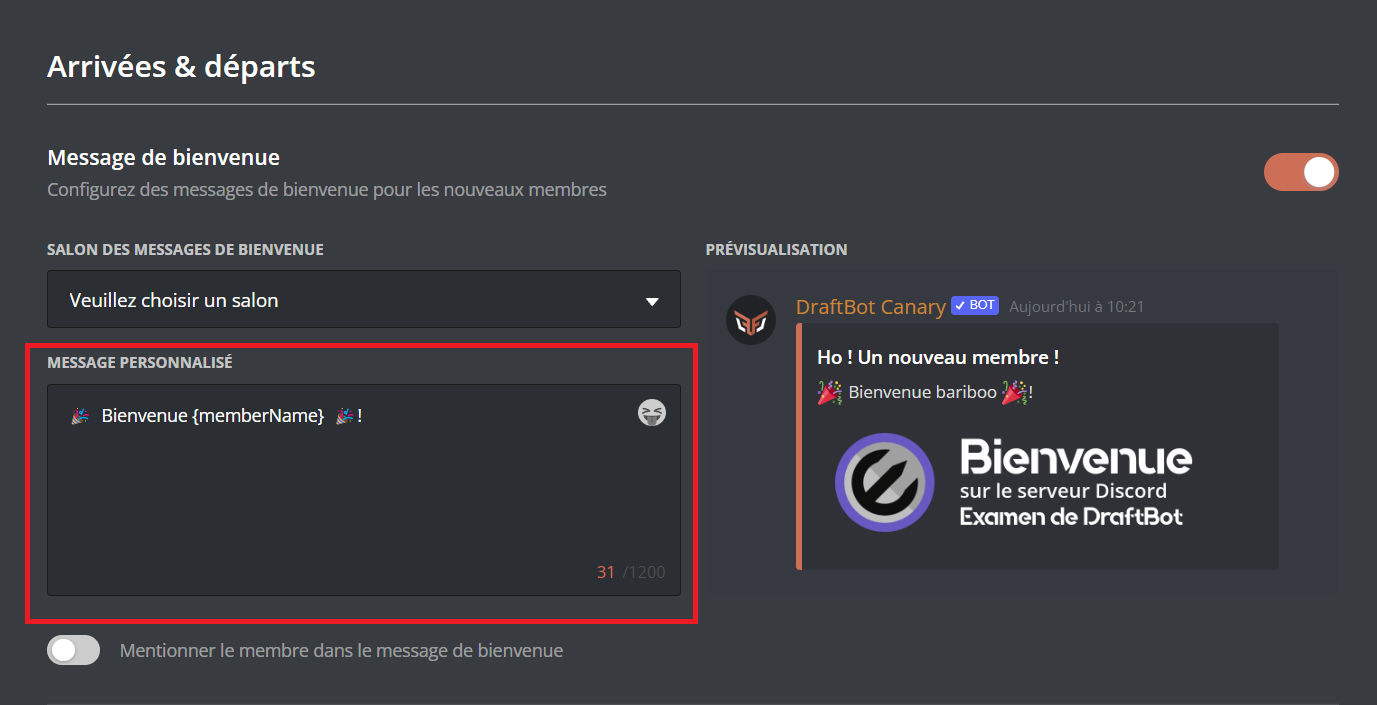 Arrivées & départs
Message de bienvenue
Configurez des messages de bienvenue pour les nouveaux membres
SALON DES MESSAGES DE BIENVENUE
Veuillez choisir un salon
MESSAGE PERSONNALISÉ
🎉 Bienvenue {memberName} 🎉 !
31 /1200
Mentionner le membre dans le message de bienvenue
PRÉVISUALISATION
DraftBot Canary ✓ BOT Aujourd'hui à 10:21
Ho ! Un nouveau membre !
🎉 Bienvenue bariboo 🎉!
Bienvenue
sur le serveur Discord
Examen de DraftBot